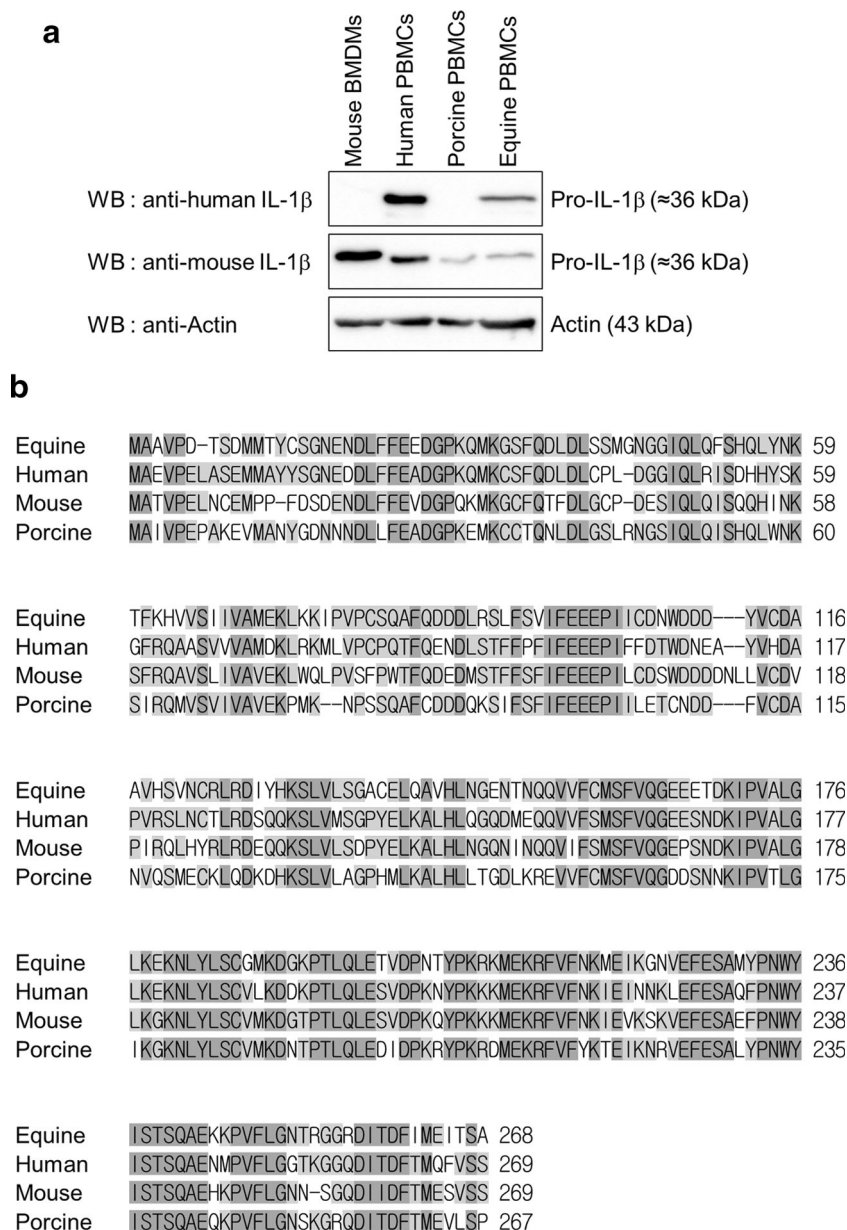 a
Mouse BMDMs
Human PBMCs
Porcine PBMCs
Equine PBMCs
WB : anti-human IL-1β Pro-IL-1β (≈36 kDa)
WB : anti-mouse IL-1β Pro-IL-1β (≈36 kDa)
WB : anti-Actin Actin (43 kDa)
b
Equine MAAVPD-TSDMMTYCSGNENDLFFEEDGPKQMKGSFQDLDLSSMGNGGIQLQFSHQLYNK 59
Human MAEVPELASEMMAYYSGNEDDLFFEADGPKQMKCSFQDLDLCPL-DGGIQLRISDHHYSK 59
Mouse MATVPELNCEMPP-FDSDENDLFFEVDGPQKMKGCFQTFDLGCP-DESIQLQISQQHINK 58
Porcine MAIVPEPAKEVMANYGDNNNDLLFEADGPKEMKCCTQNLDLGSLRNGSIQLQISHQLWNK 60
Equine TFKHVVSIIVAMEKLKKIPVPCSQAFQDDDLRSLFSVIFEEEPIICDNWDDD---YVCDA 116
Human GFRQAASVVVAMDKLRKMLVPCPQTFQENDLSTFFPFIFEEEPIFFDTWDNEA--YVHDA 117
Mouse SFRQAVSLIVAVEKLWQLPVSFPWTFQDEDMSTFFSFIFEEEPILCDSWDDDDNLLVCDV 118
Porcine SIRQMVSVIVAVEKPMK--NPSSQAFCDDDQKSIFSFIFEEEPIILETCNDD---FVCDA 115
Equine AVHSVNCRLRDIYHKSLVLSGACELQAVHLNGENTNQQVVFCMSFVQGEEETDKIPVALG 176
Human PVRSLNCTLRDSQQKSLVMSGPYELKALHLQGQDMEQQVVFSMSFVQGEESNDKIPVALG 177
Mouse PIRQLHYRLRDEQQKSLVLSDPYELKALHLNGQNINQQVIFSMSFVQGEPSNDKIPVALG 178
Porcine NVQSMECKLQDKDHKSLVLAGPHMLKALHLLTGDLKREVVFCMSFVQGDDSNNKIPVTLG 175
Equine LKEKNLYLSCGMKDGKPTLQLETVDPNTYPKRKMEKRFVFNKMEIKGNVEFESAMYPNWY 236
Human LKEKNLYLSCVLKDDKPTLQLESVDPKNYPKKKMEKRFVFNKIEINNKLEFESAQFPNWY 237
Mouse LKGKNLYLSCVMKDGTPTLQLESVDPKQYPKKKMEKRFVFNKIEVKSKVEFESAEFPNWY 238
Porcine IKGKNLYLSCVMKDNTPTLQLEDIDPKRYPKRDMEKRFVFYKTEIKNRVEFESALYPNWY 235
Equine ISTSQAEKKPVFLGNTRGGRDITDFIMEITSA 268
Human ISTSQAENMPVFLGGTKGGQDITDFTMQFVSS 269
Mouse ISTSQAEHKPVFLGNN-SGQDIIDFTMESVSS 269
Porcine ISTSQAEQKPVFLGNSKGRQDITDFTMEVLSP 267